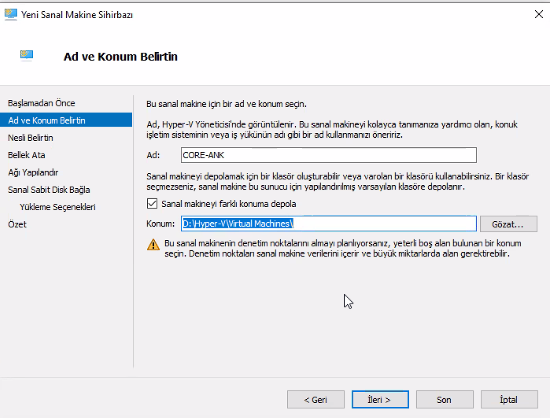 Yeni Sanal Makine Sihirbazı
Ad ve Konum Belirtin
Başlamadan Önce
Ad ve Konum Belirtin
Nesli Belirtin
Bellek Ata
Ağı Yapılandır
Sanal Sabit Disk Bağla
Yükleme Seçenekleri
Özet
Bu sanal makine için bir ad ve konum seçin.
Ad, Hyper-V Yöneticisi'nde görüntülenir. Bu sanal makineyi kolayca tanımanıza yardımcı olan, konuk
işletim sisteminin veya iş yükünün adı gibi bir ad kullanmanızı öneririz.
Ad: CORE-ANK
Sanal makineyi depolamak için bir klasör oluşturabilir veya varolan bir klasörü kullanabilirsiniz. Bir klasör
seçmezseniz, sanal makine bu sunucu için yapılandırılmış varsayılan klasöre depolanır.
Sanal makineyi farklı konuma depola
Konum: D:\Hyper-V\Virtual Machines\ Gözat...
Bu sanal makinenin denetim noktalarını almayı planlıyorsanız, yeterli boş alan bulunan bir konum
seçin. Denetim noktaları sanal makine verilerini içerir ve büyük miktarlarda alan gerektirebilir.
< Geri İleri > Son İptal